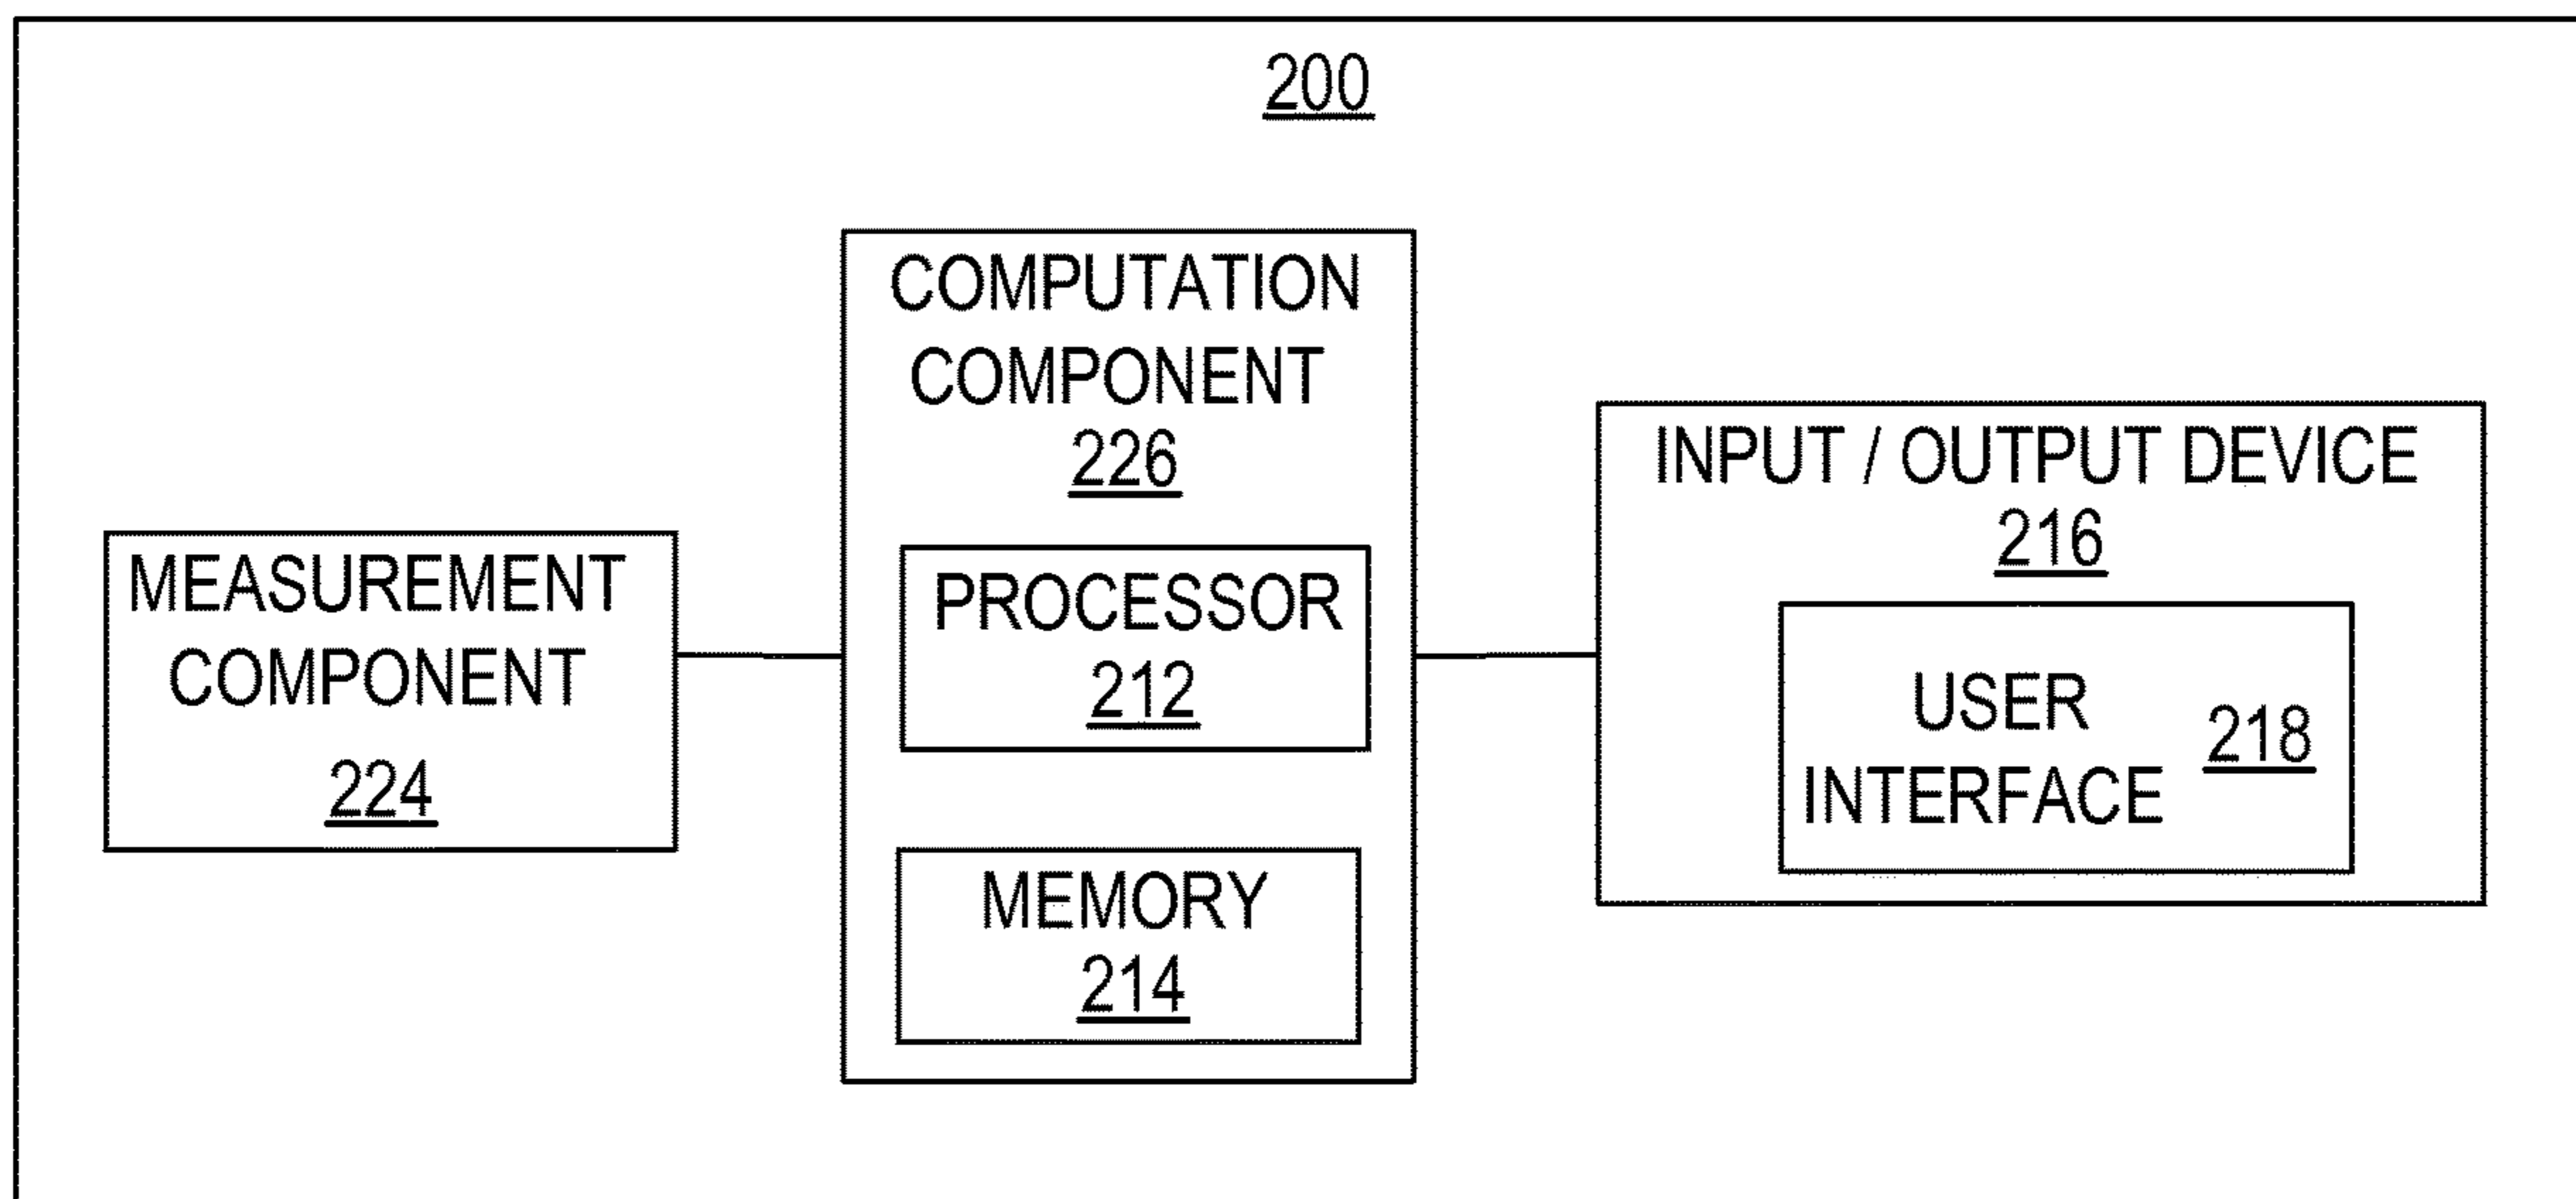 200
MEASUREMENT
COMPONENT
224
COMPUTATION
COMPONENT
226
PROCESSOR
212
MEMORY
214
INPUT / OUTPUT DEVICE
216
USER
INTERFACE
218